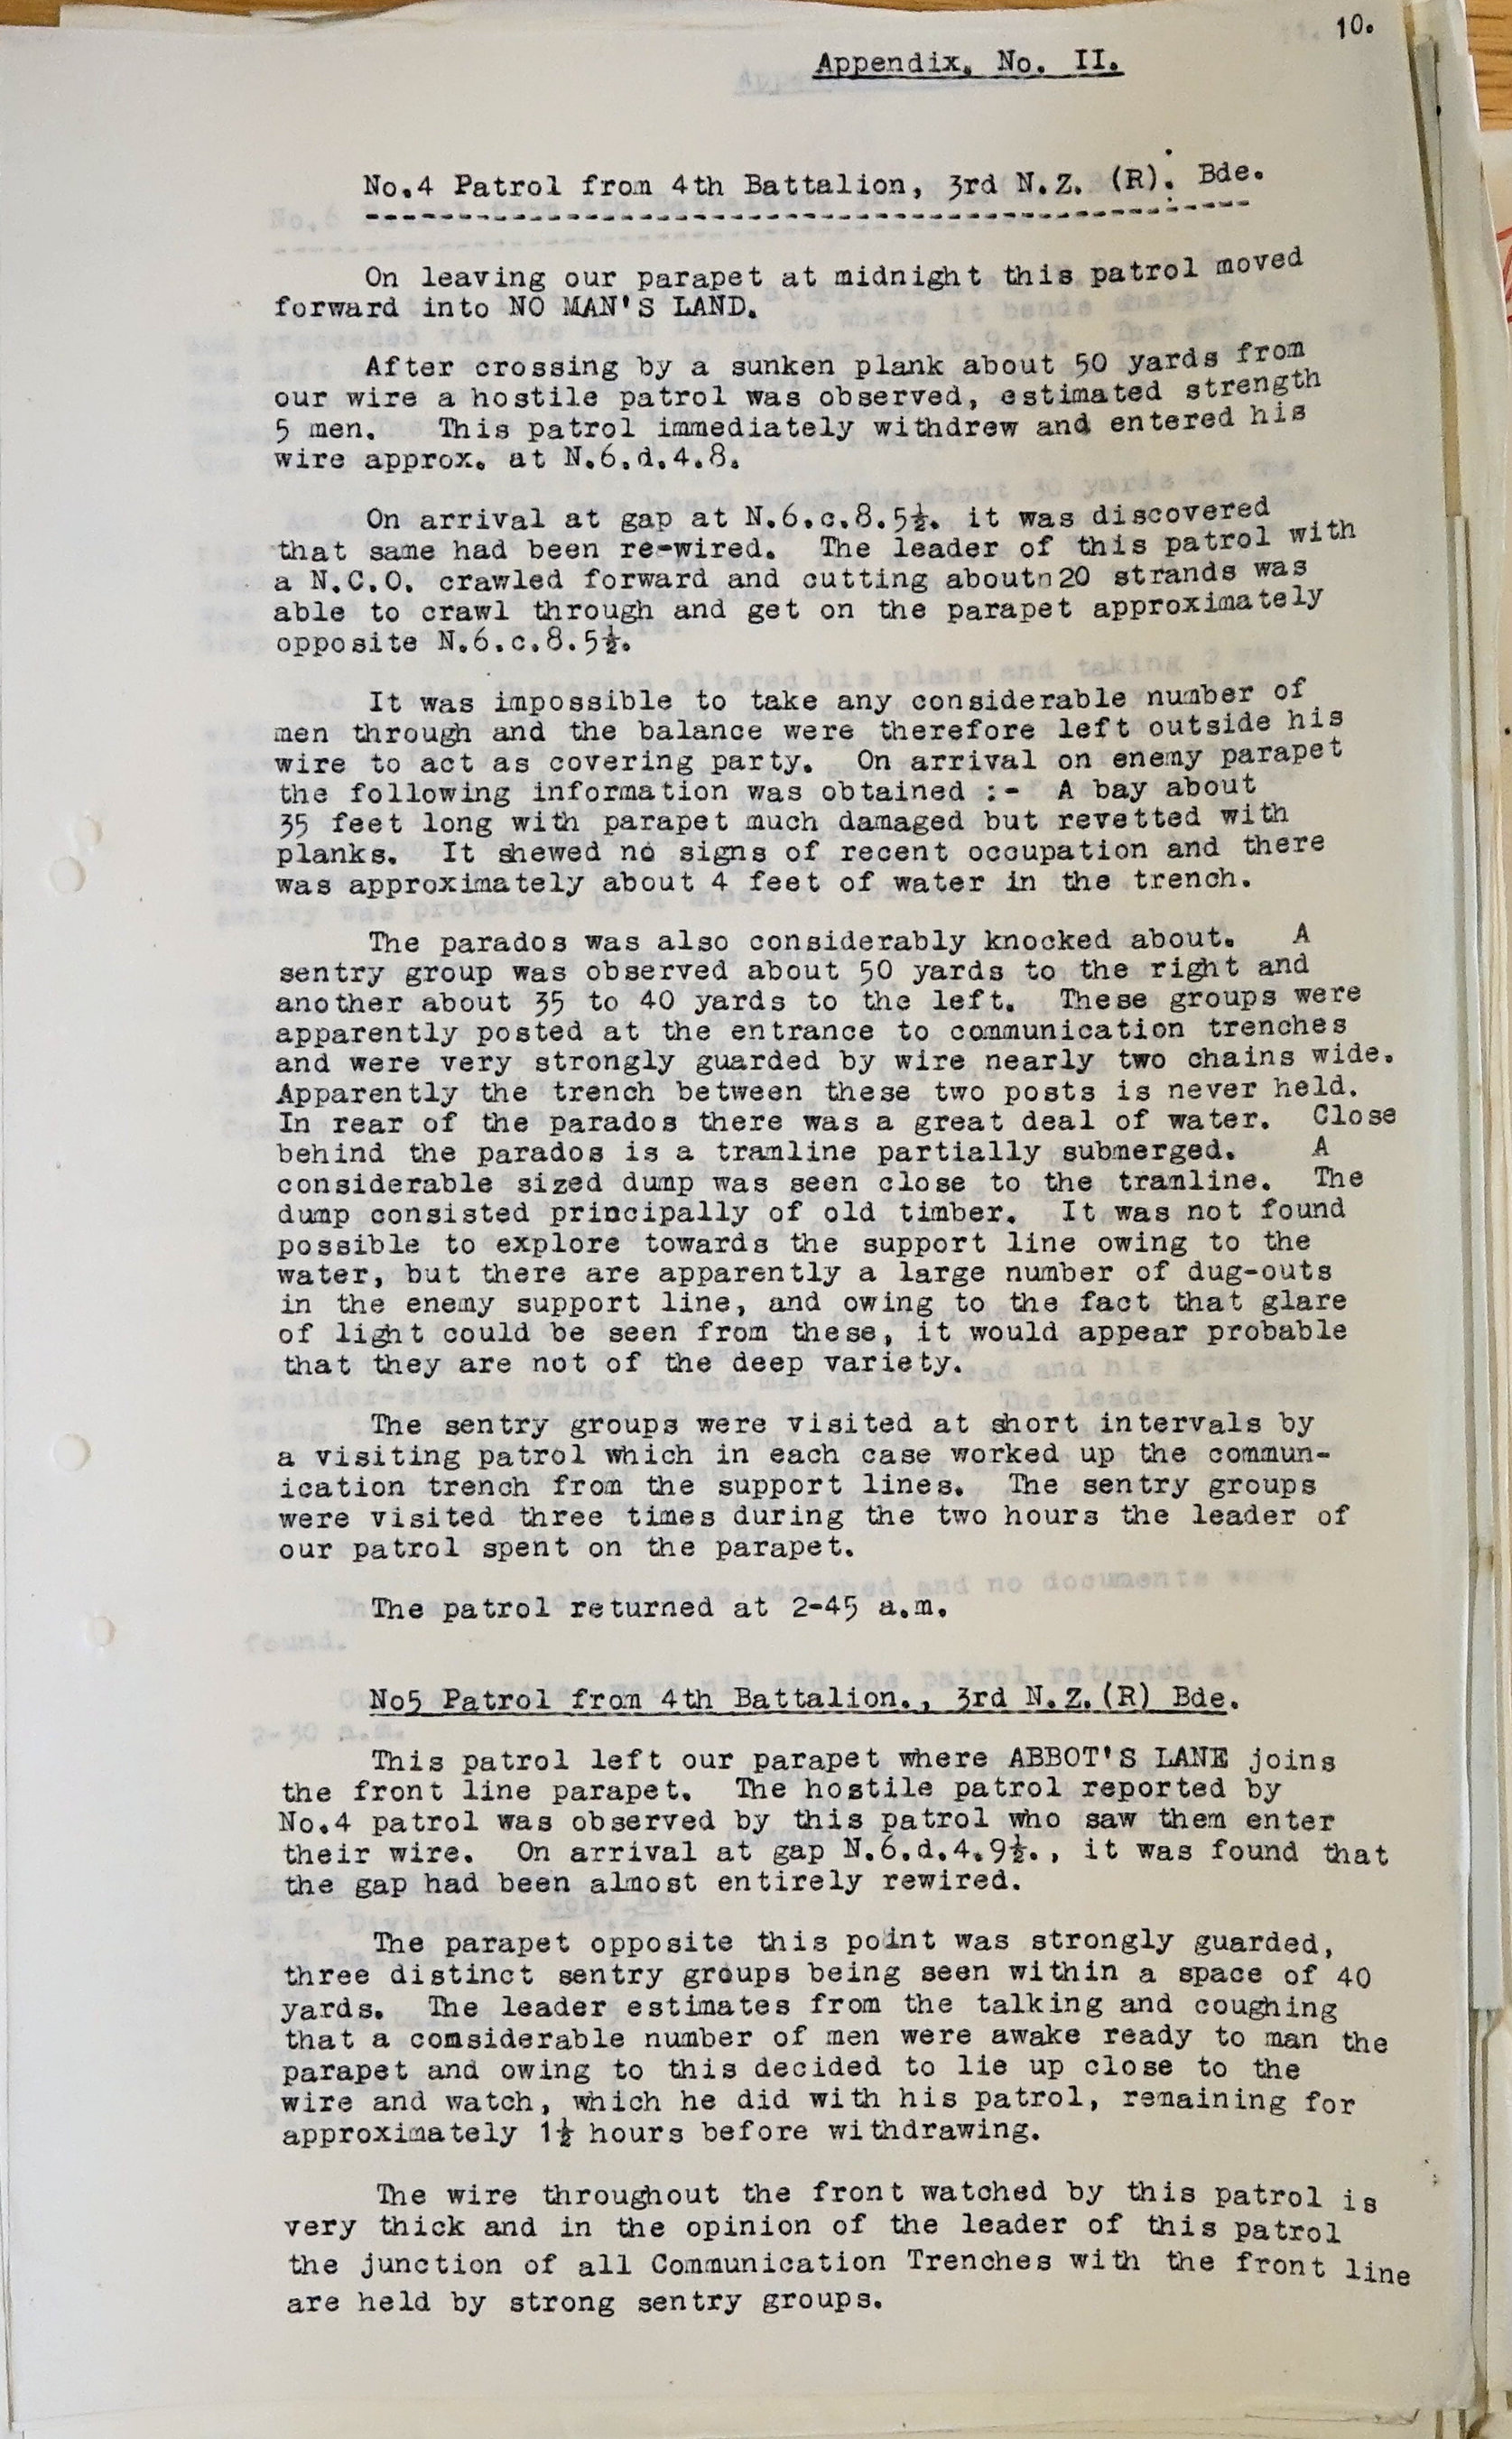 10.
Appendix, No. II.
No.4 Patrol from 4th Battalion, 3rd N.Z. (R). Bde.
On leaving our parapet at midnight this patrol moved
forward into NO MAN'S LAND.
After crossing by a sunken plank about 50 yards from
our wire a hostile patrol was observed, estimated strength
5 men. This patrol immediately withdrew and entered his
wire approx. at N.6.d.4.8.
On arrival at gap at N.6.c.8.5½. it was discovered
that same had been re-wired. The leader of this patrol with
a N.C.O. crawled forward and cutting aboutn20 strands was
able to crawl through and get on the parapet approximately
opposite N.6.c.8.5½.
It was impossible to take any considerable number of
men through and the balance were therefore left outside his
wire to act as covering party. On arrival on enemy parapet
the following information was obtained :- A bay about
35 feet long with parapet much damaged but revetted with
planks. It shewed no signs of recent occupation and there
was approximately about 4 feet of water in the trench.
The parados was also considerably knocked about. A
sentry group was observed about 50 yards to the right and
another about 35 to 40 yards to the left. These groups were
apparently posted at the entrance to communication trenches
and were very strongly guarded by wire nearly two chains wide.
Apparently the trench between these two posts is never held.
In rear of the parados there was a great deal of water. Close
behind the parados is a tramline partially submerged. A
considerable sized dump was seen close to the tramline. The
dump consisted principally of old timber. It was not found
possible to explore towards the support line owing to the
water, but there are apparently a large number of dug-outs
in the enemy support line, and owing to the fact that glare
of light could be seen from these, it would appear probable
that they are not of the deep variety.
The sentry groups were visited at short intervals by
a visiting patrol which in each case worked up the commun-
ication trench from the support lines. The sentry groups
were visited three times during the two hours the leader of
our patrol spent on the parapet.
The patrol returned at 2-45 a.m.
No5 Patrol from 4th Battalion., 3rd N.Z.(R) Bde.
This patrol left our parapet where ABBOT'S LANE joins
the front line parapet. The hostile patrol reported by
No.4 patrol was observed by this patrol who saw them enter
their wire. On arrival at gap N.6.d.4.9½., it was found that
the gap had been almost entirely rewired.
The parapet opposite this point was strongly guarded,
three distinct sentry groups being seen within a space of 40
yards. The leader estimates from the talking and coughing
that a comsiderable number of men were awake ready to man the
parapet and owing to this decided to lie up close to the
wire and watch, which he did with his patrol, remaining for
approximately 1½ hours before withdrawing.
The wire throughout the front watched by this patrol is
very thick and in the opinion of the leader of this patrol
the junction of all Communication Trenches with the front line
are held by strong sentry groups.